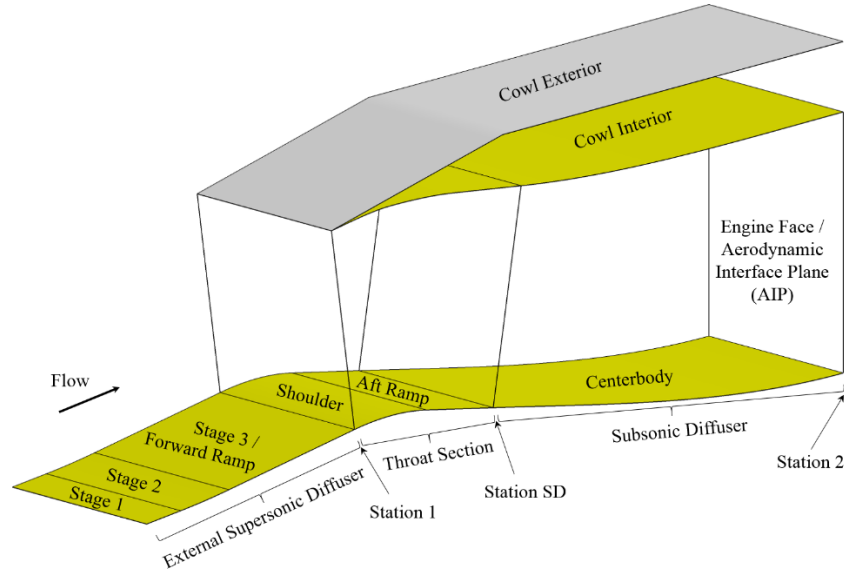 Cowl Exterior
Cowl Interior
Engine Face /
Aerodynamic
Interface Plane
(AIP)
Flow
Shoulder
Aft Ramp
Centerbody
Stage 3 /
Forward Ramp
Stage 2
Stage 1
External Supersonic Diffuser
Throat Section
Subsonic Diffuser
Station 1
Station SD
Station 2